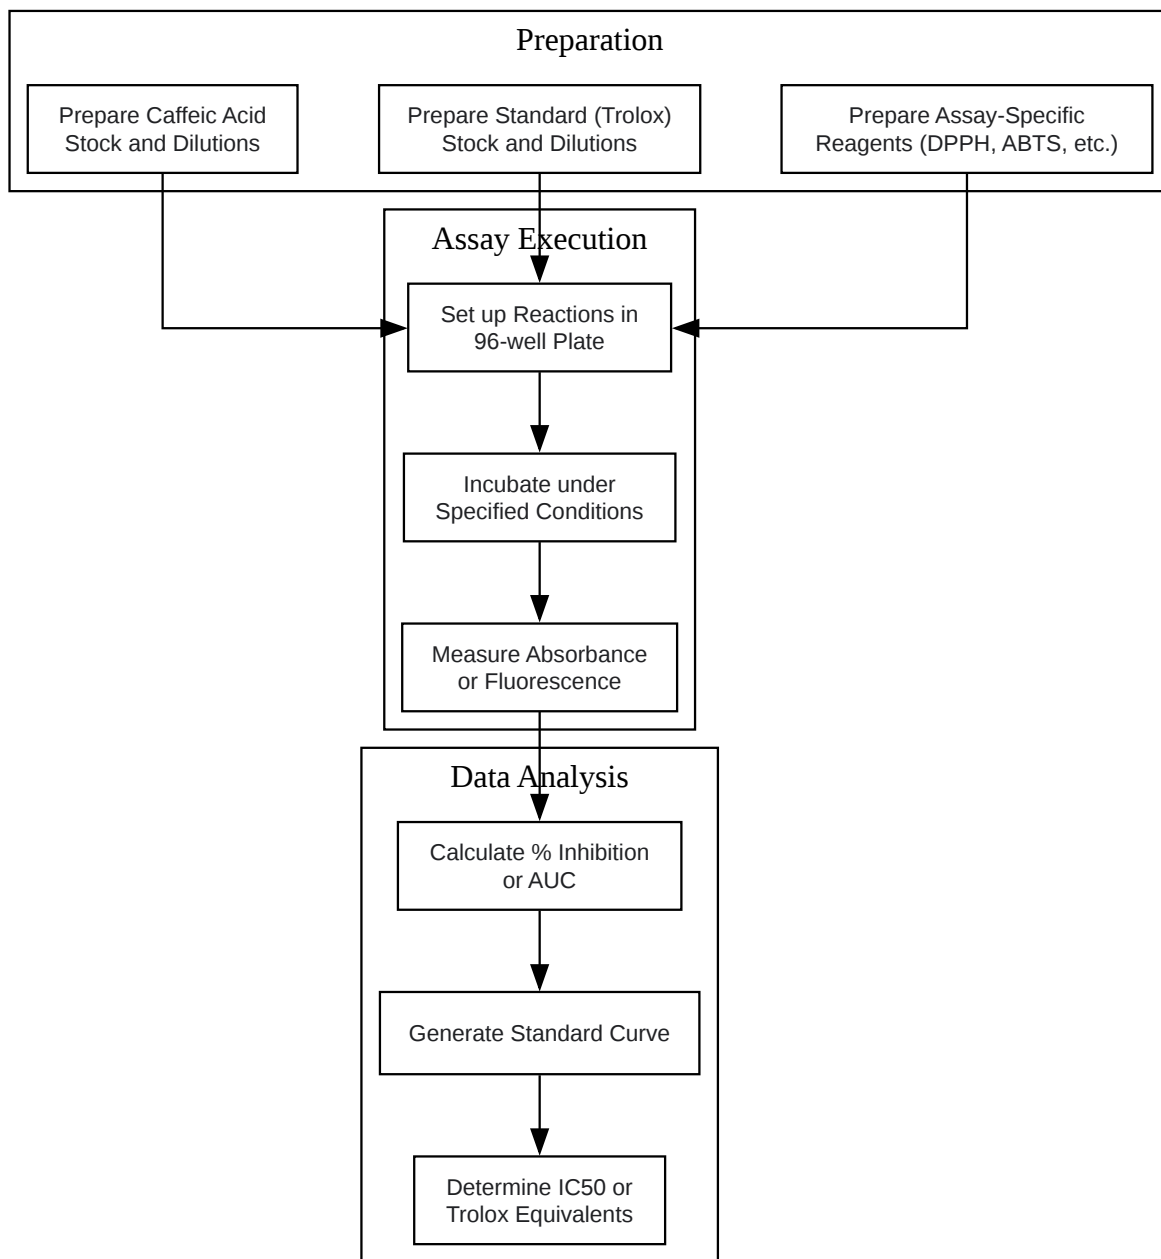 Preparation
Prepare Caffeic Acid
Stock and Dilutions
Prepare Standard (Trolox)
Stock and Dilutions
Prepare Assay-Specific
Reagents (DPPH, ABTS, etc.)
Assay Execution
Set up Reactions in
96-well Plate
Incubate under
Specified Conditions
Measure Absorbance
or Fluorescence
Data Analysis
Calculate % Inhibition
or AUC
Generate Standard Curve
Determine IC50 or
Trolox Equivalents